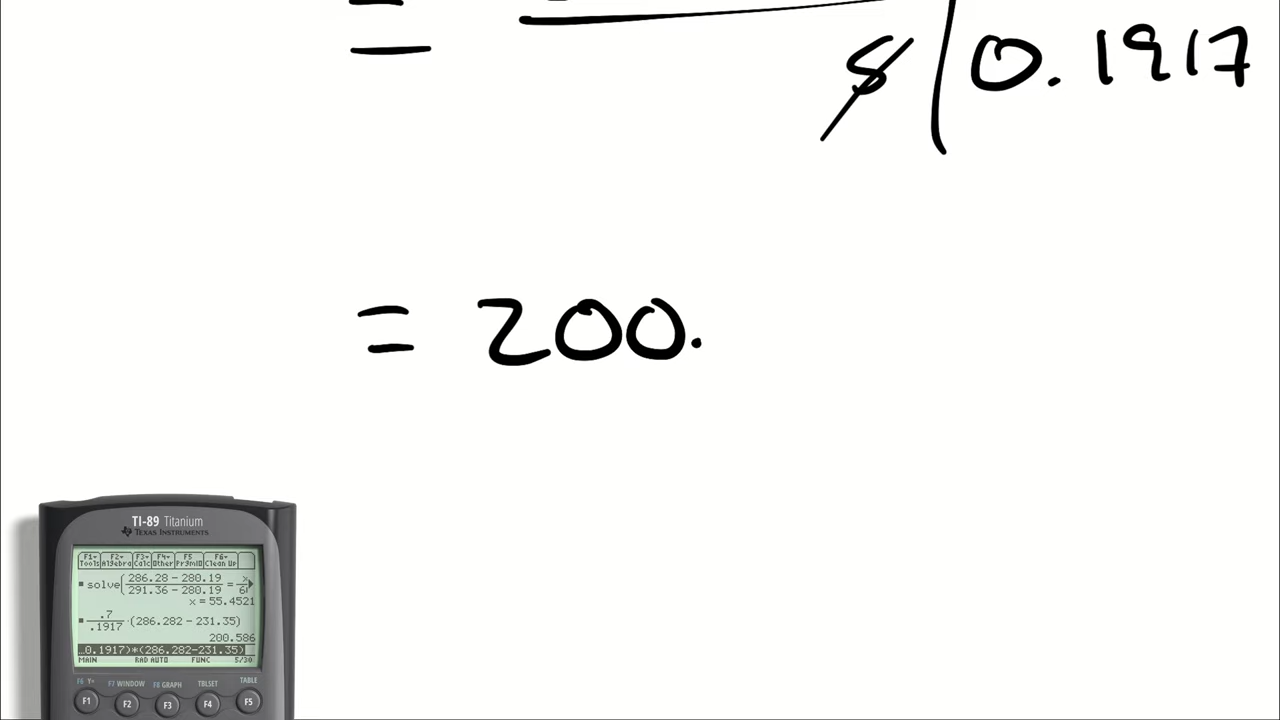 =
$ | 0.1917
= 200.
TI-89 Titanium
TEXAS INSTRUMENTS
F1 F2 F3 F4 F5 F6
Tools Algebra Calc Other PrgmIO Clean Up
solve(286.28-280.19/291.36-280.19=x/6
x = 55.4521
.7/.1917·(286.282-231.35)
200.586
.0.1917)*(286.282-231.35)
MAIN RAD AUTO FUNC 5/30
F6 Y= F7 WINDOW F8 GRAPH TBLSET TABLE
F1 F2 F3 F4 F5